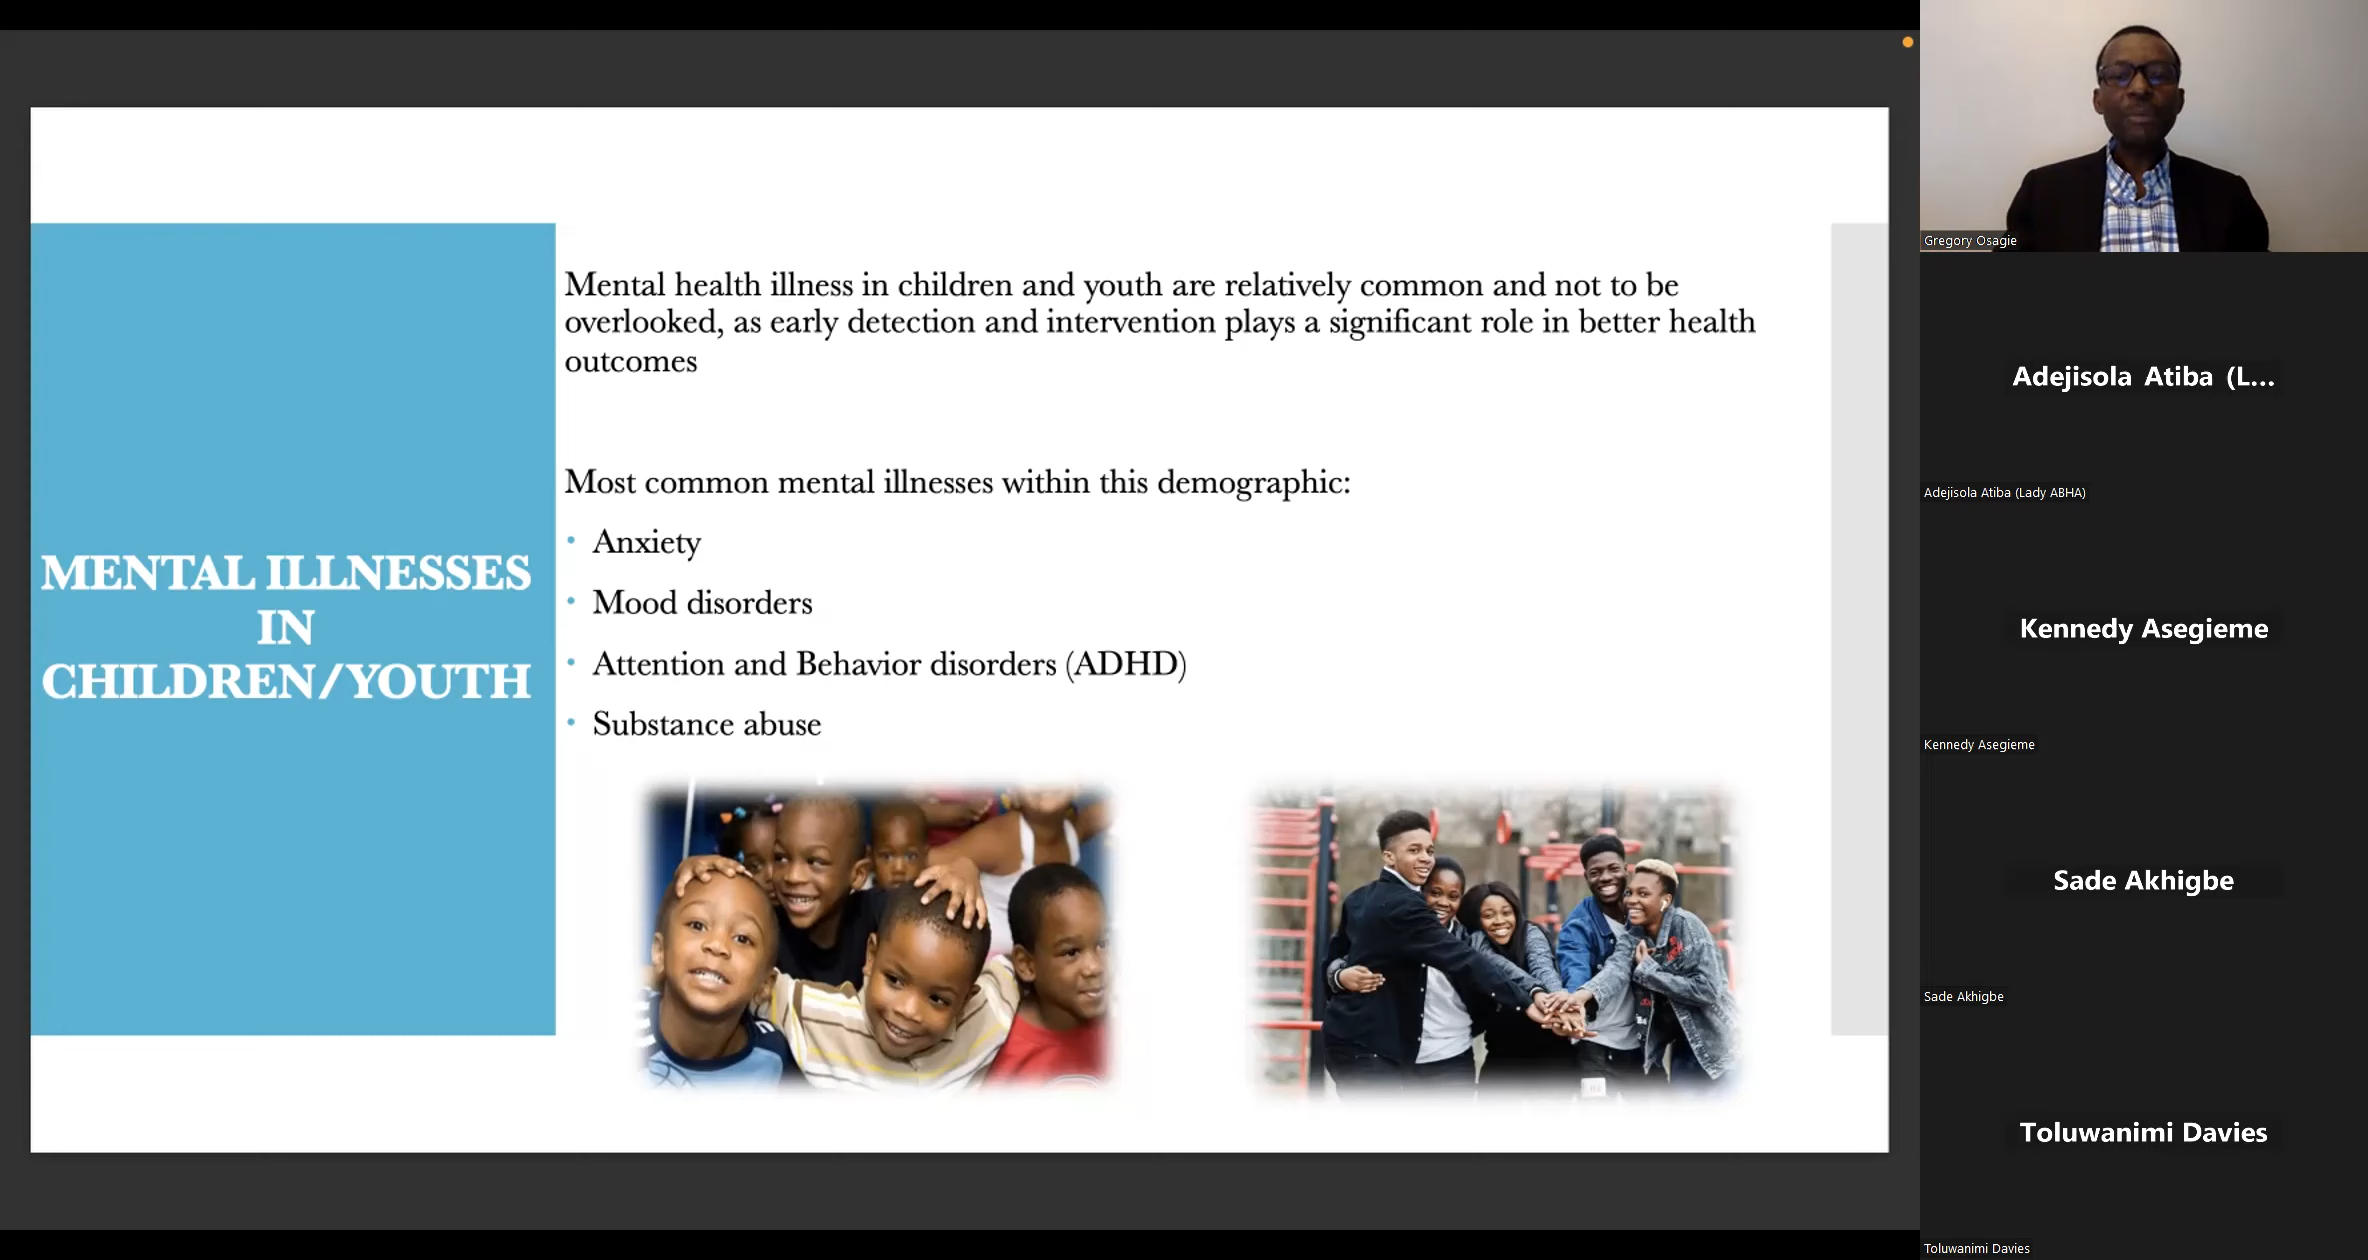 MENTAL ILLNESSES
IN
CHILDREN/YOUTH
Mental health illness in children and youth are relatively common and not to be
overlooked, as early detection and intervention plays a significant role in better health
outcomes
Most common mental illnesses within this demographic:
• Anxiety
• Mood disorders
• Attention and Behavior disorders (ADHD)
• Substance abuse
Gregory Osagie
Adejisola Atiba (L...
Adejisola Atiba (Lady ABHA)
Kennedy Asegieme
Kennedy Asegieme
Sade Akhigbe
Sade Akhigbe
Toluwanimi Davies
Toluwanimi Davies